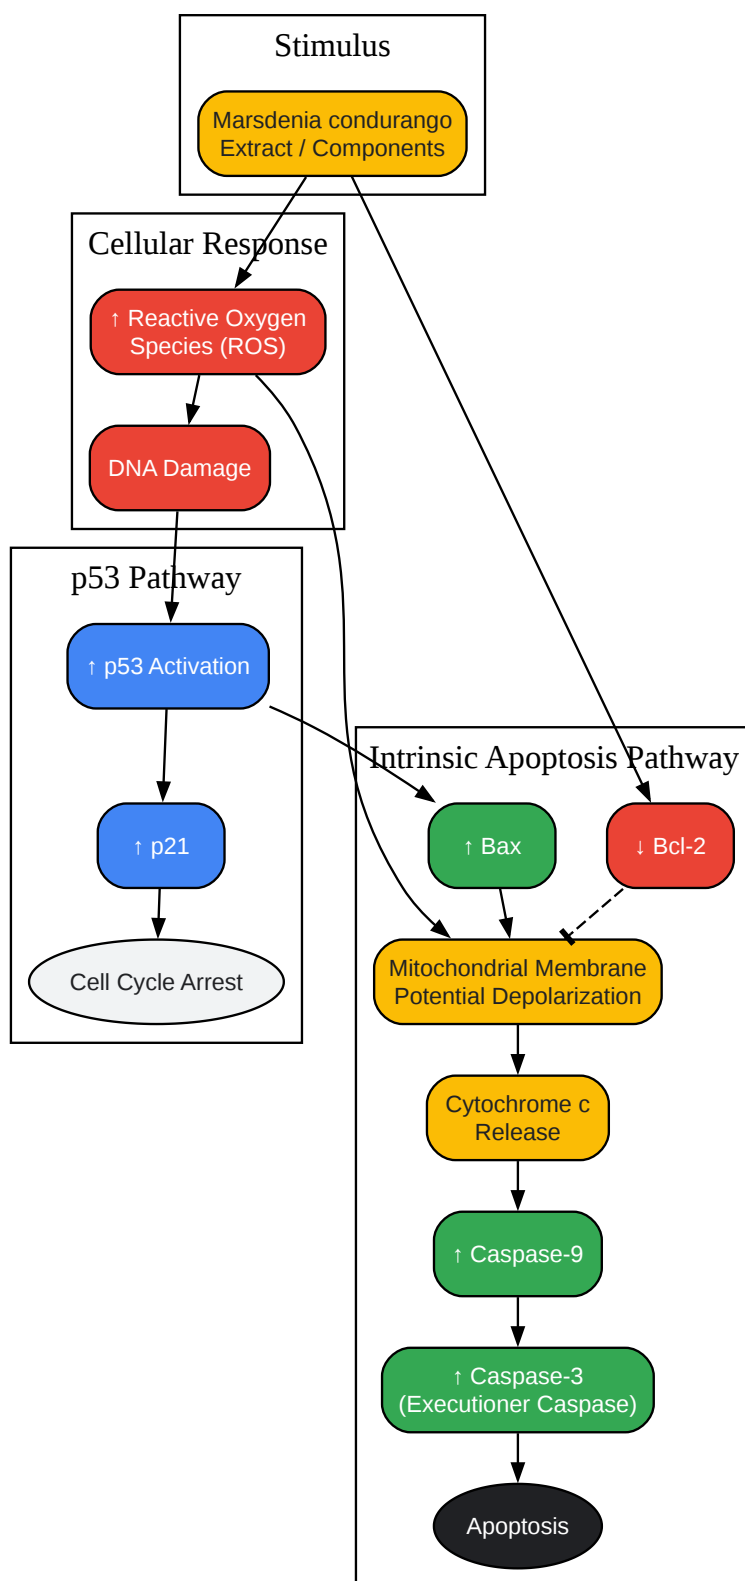 Stimulus
Marsdenia condurango
Extract / Components
Cellular Response
↑ Reactive Oxygen
Species (ROS)
DNA Damage
p53 Pathway
↑ p53 Activation
Intrinsic Apoptosis Pathway
↑ p21
↑ Bax
↓ Bcl-2
Cell Cycle Arrest
Mitochondrial Membrane
Potential Depolarization
Cytochrome c
Release
↑ Caspase-9
↑ Caspase-3
(Executioner Caspase)
Apoptosis